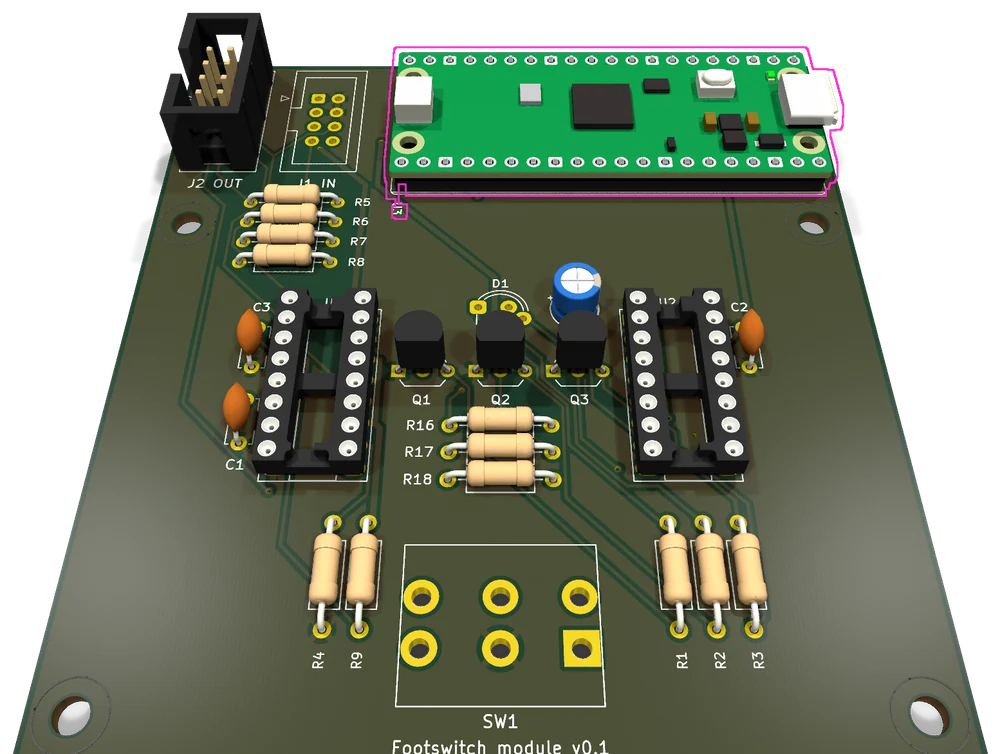 J2 OUT
J1 IN
R5
R6
R7
R8
D1
C3
U2
C2
Q1
Q2
Q3
R16
R17
R18
C1
R4
R9
R1
R2
R3
SW1
Footswitch module v0.1